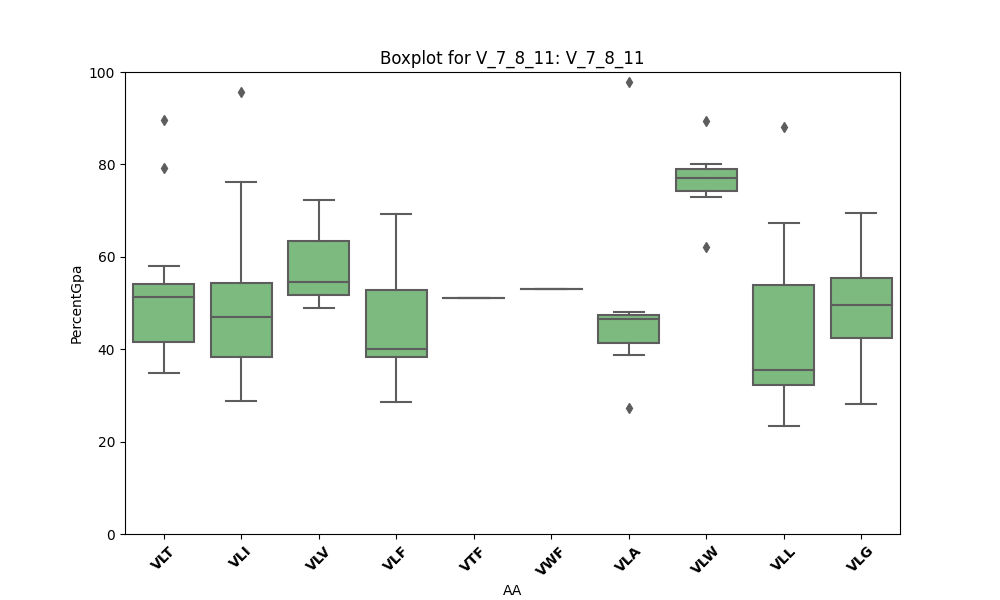 Boxplot for V_7_8_11: V_7_8_11
100
80
60
40
20
0
PercentGpa
VLT VLI VLV VLF VTF VWF VLA VLW VLL VLG
AA